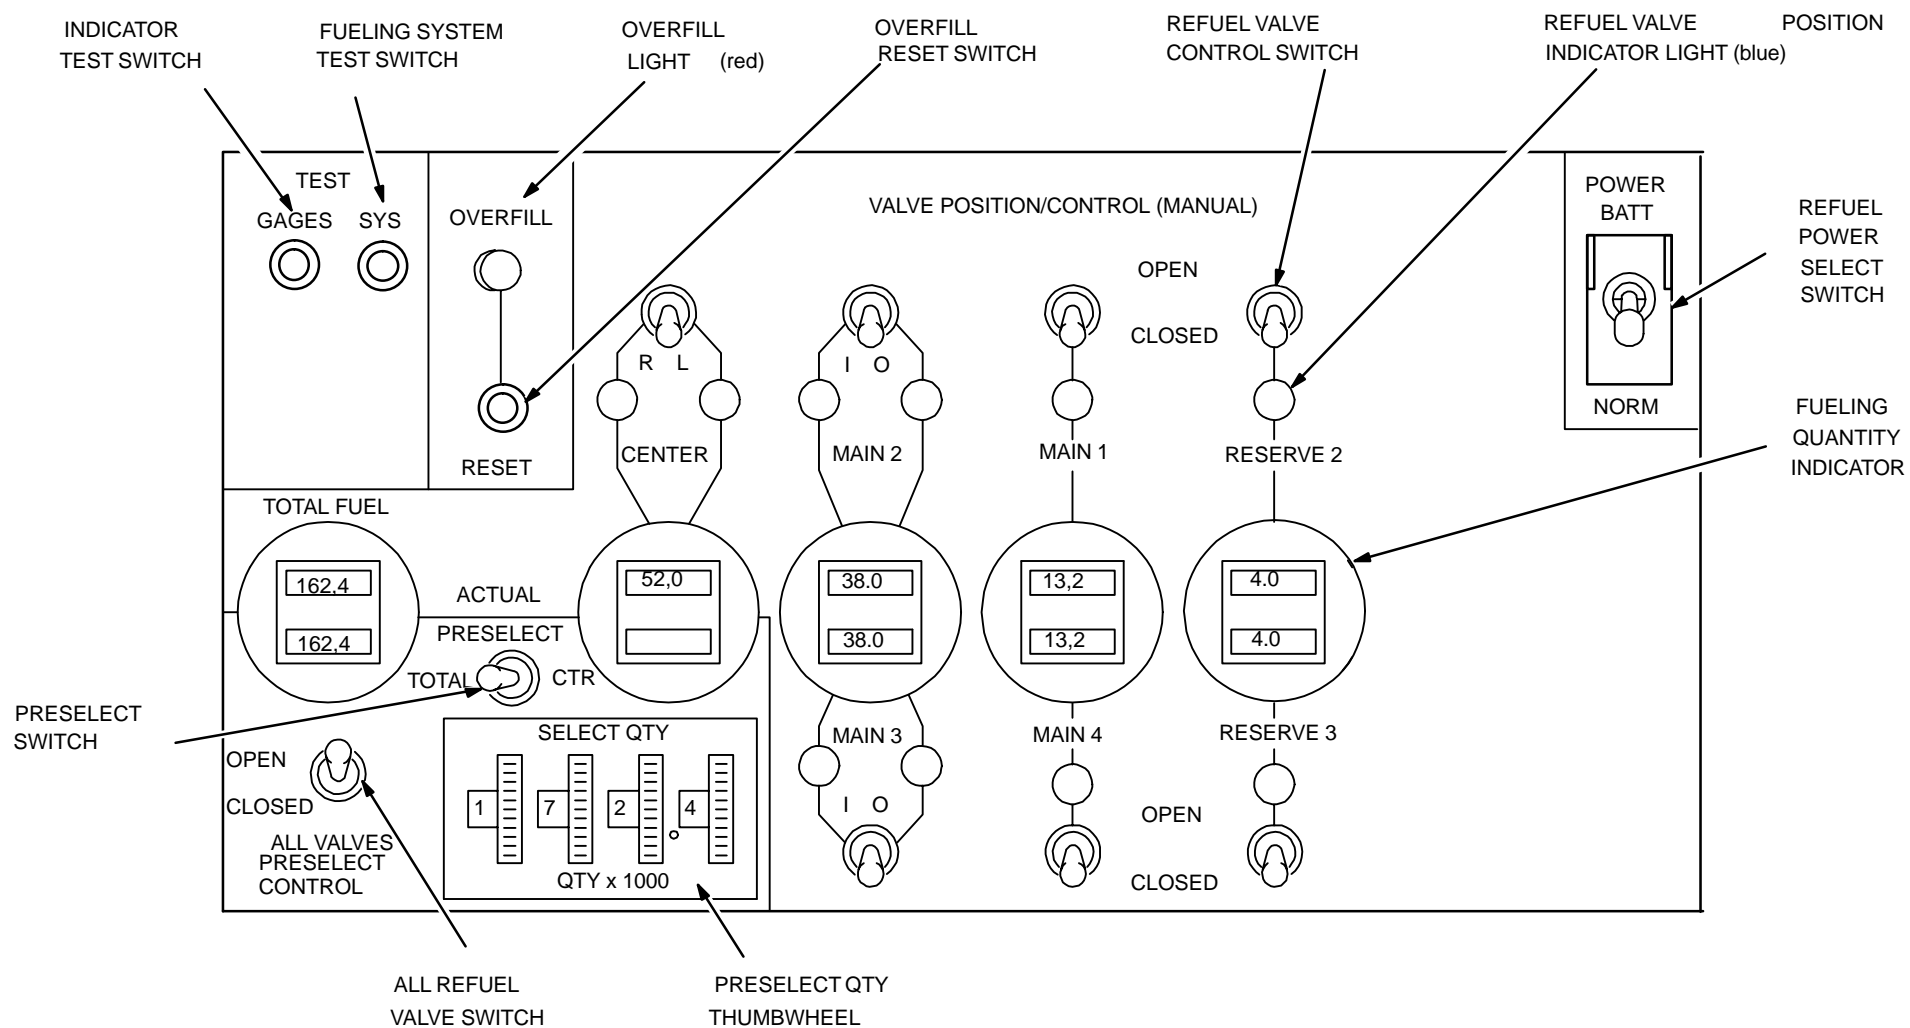 INDICATOR
TEST SWITCH
FUELING SYSTEM
TEST SWITCH
OVERFILL
LIGHT (red)
OVERFILL
RESET SWITCH
REFUEL VALVE
CONTROL SWITCH
REFUEL VALVE POSITION
INDICATOR LIGHT (blue)
TEST
GAGES SYS
OVERFILL
RESET
VALVE POSITION/CONTROL (MANUAL)
OPEN
CLOSED
POWER
BATT
NORM
REFUEL
POWER
SELECT
SWITCH
R L
I O
CENTER
MAIN 2
MAIN 1
RESERVE 2
FUELING
QUANTITY
INDICATOR
TOTAL FUEL
162,4
162,4
ACTUAL
52,0
38.0
38.0
13,2
13,2
4.0
4.0
PRESELECT
TOTAL CTR
PRESELECT
SWITCH
OPEN
CLOSED
ALL VALVES
PRESELECT
CONTROL
SELECT QTY
1 7 2 . 4
QTY x 1000
MAIN 3
I O
MAIN 4
RESERVE 3
OPEN
CLOSED
ALL REFUEL
VALVE SWITCH
PRESELECT QTY
THUMBWHEEL